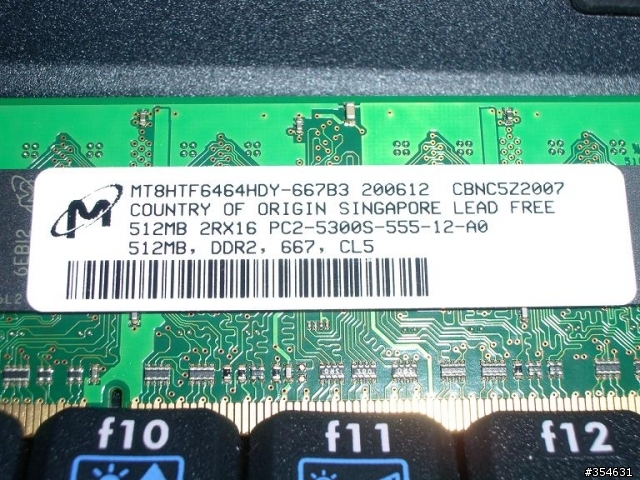 MT8HTF6464HDY-667B3 200612 CBNC5Z2007
COUNTRY OF ORIGIN SINGAPORE LEAD FREE
512MB 2RX16 PC2-5300S-555-12-A0
512MB, DDR2, 667, CL5
6EBI2
f10
f11
f12
#354631